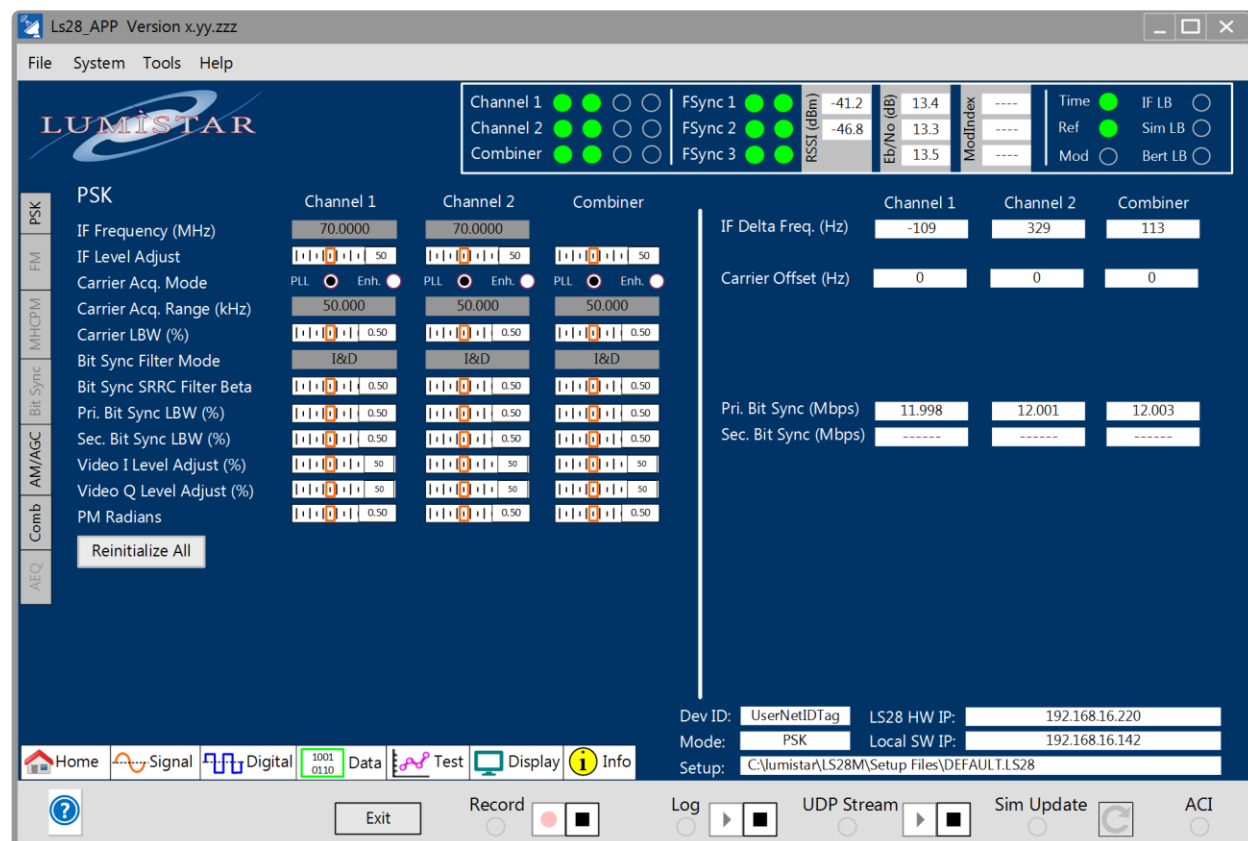 Ls28_APP Version x.yy.zzz
File System Tools Help
LUMISTAR
Channel 1 FSync 1 RSSI (dBm) -41.2 Eb/No (dB) 13.4 ModIndex ---- Time IF LB
Channel 2 FSync 2 -46.8 13.3 ---- Ref Sim LB
Combiner FSync 3 13.5 ---- Mod Bert LB
PSK
FM
MHCPM
Bit Sync
AM/AGC
Comb
AEQ
PSK
Channel 1 Channel 2 Combiner
IF Frequency (MHz) 70.0000 70.0000
IF Level Adjust 50 50 50
Carrier Acq. Mode PLL Enh. PLL Enh. PLL Enh.
Carrier Acq. Range (kHz) 50.000 50.000 50.000
Carrier LBW (%) 0.50 0.50 0.50
Bit Sync Filter Mode I&D I&D I&D
Bit Sync SRRC Filter Beta 0.50 0.50 0.50
Pri. Bit Sync LBW (%) 0.50 0.50 0.50
Sec. Bit Sync LBW (%) 0.50 0.50 0.50
Video I Level Adjust (%) 50 50 50
Video Q Level Adjust (%) 50 50 50
PM Radians 0.50 0.50 0.50
Reinitialize All
Channel 1 Channel 2 Combiner
IF Delta Freq. (Hz) -109 329 113
Carrier Offset (Hz) 0 0 0
Pri. Bit Sync (Mbps) 11.998 12.001 12.003
Sec. Bit Sync (Mbps) ------ ------ ------
Dev ID: UserNetIDTag LS28 HW IP: 192.168.16.220
Mode: PSK Local SW IP: 192.168.16.142
Setup: C:\lumistar\LS28M\Setup Files\DEFAULT.LS28
Home Signal Digital 1001 0110 Data Test Display i Info
? Exit Record Log UDP Stream Sim Update ACI